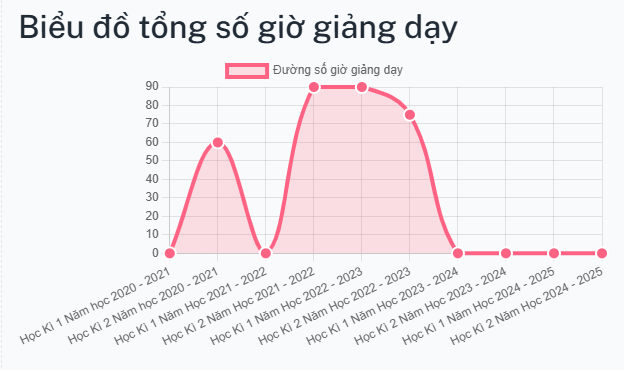 Biểu đồ tổng số giờ giảng dạy
Đường số giờ giảng dạy
90
80
70
60
50
40
30
20
10
0
Học Kì 1 Năm học 2020 - 2021
Học Kì 2 Năm học 2020 - 2021
Học Kì 1 Năm Học 2021 - 2022
Học Kì 2 Năm Học 2021 - 2022
Học Kì 1 Năm Học 2022 - 2023
Học Kì 2 Năm Học 2022 - 2023
Học Kì 1 Năm Học 2023 - 2024
Học Kì 2 Năm Học 2023 - 2024
Học Kì 1 Năm Học 2024 - 2025
Học Kì 2 Năm Học 2024 - 2025